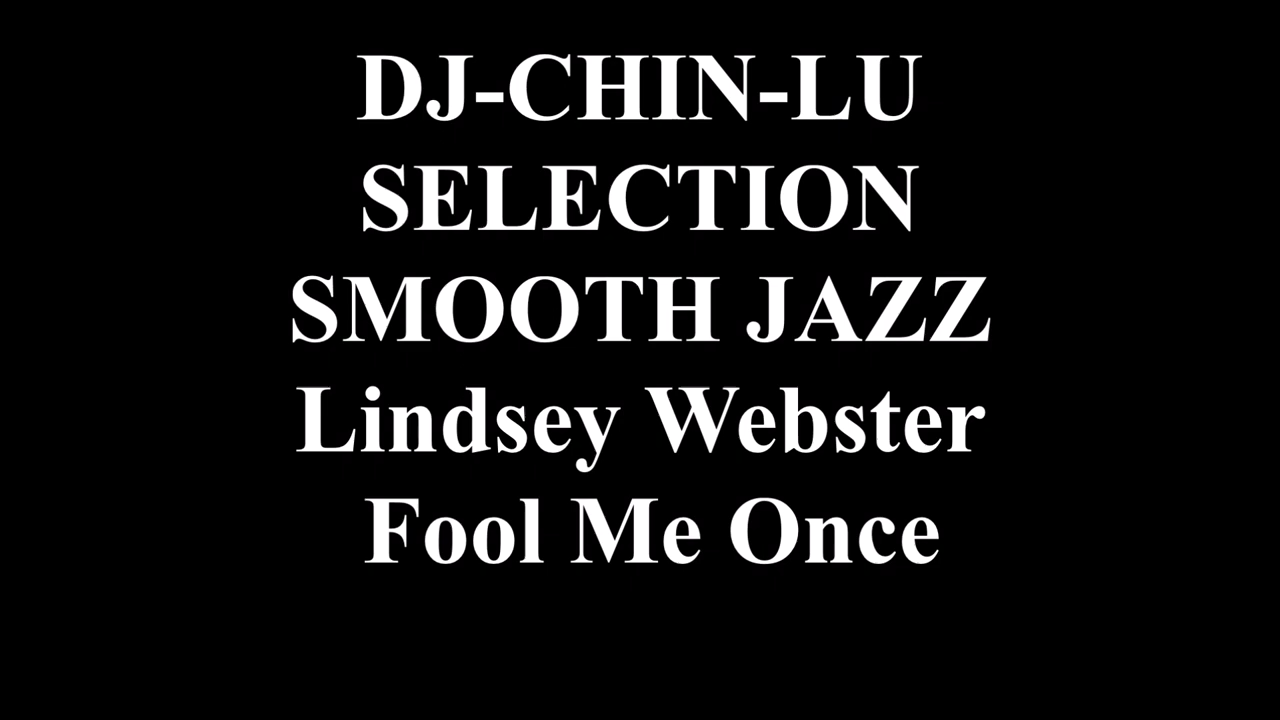 DJ-CHIN-LU
SELECTION
SMOOTH JAZZ
Lindsey Webster
Fool Me Once